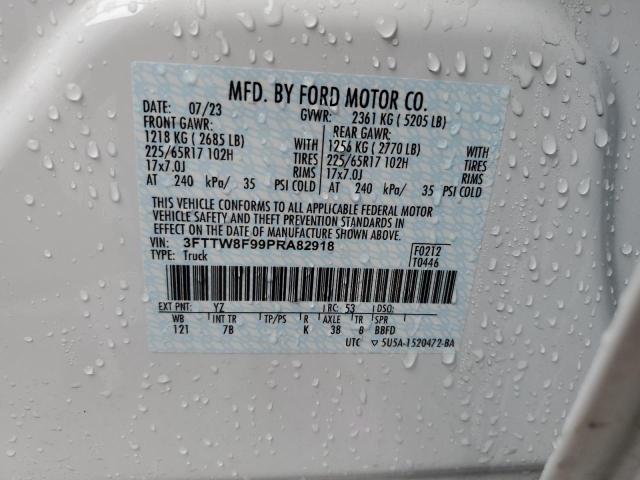 MFD. BY FORD MOTOR CO.
DATE: 07/23 GVWR: 2361 KG ( 5205 LB)
FRONT GAWR: REAR GAWR:
1218 KG ( 2685 LB) WITH 1256 KG ( 2770 LB) WITH
225/65R17 102H TIRES 225/65R17 102H TIRES
17x7.0J RIMS 17x7.0J RIMS
AT 240 kPa/ 35 PSI COLD AT 240 kPa/ 35 PSI COLD
THIS VEHICLE CONFORMS TO ALL APPLICABLE FEDERAL MOTOR
VEHICLE SAFETY AND THEFT PREVENTION STANDARDS IN
EFFECT ON THE DATE OF MANUFACTURE SHOWN ABOVE.
VIN: 3FTTW8F99PRA82918 F0212
TYPE: Truck T0446
EXT PNT: YZ RC: 53 DSO:
WB INT TR TP/PS R AXLE TR SPR
121 7B K 38 8 BBFD
UTC ▽ 5U5A-1520472-BA